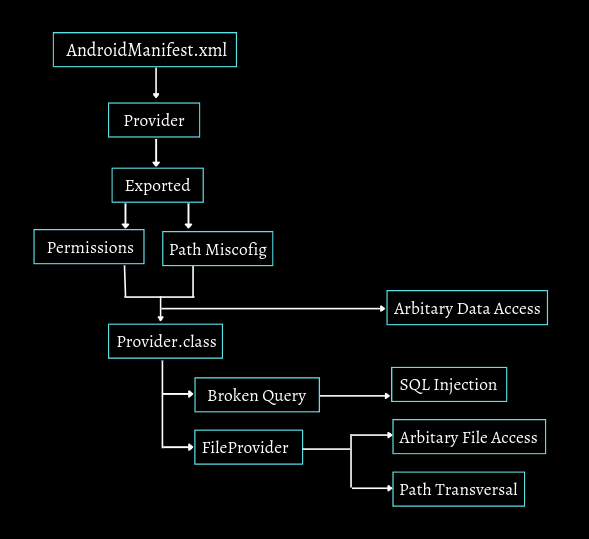 AndroidManifest.xml
Provider
Exported
Permissions
Path Miscofig
Arbitary Data Access
Provider.class
SQL Injection
Broken Query
Arbitary File Access
FileProvider
Path Transversal